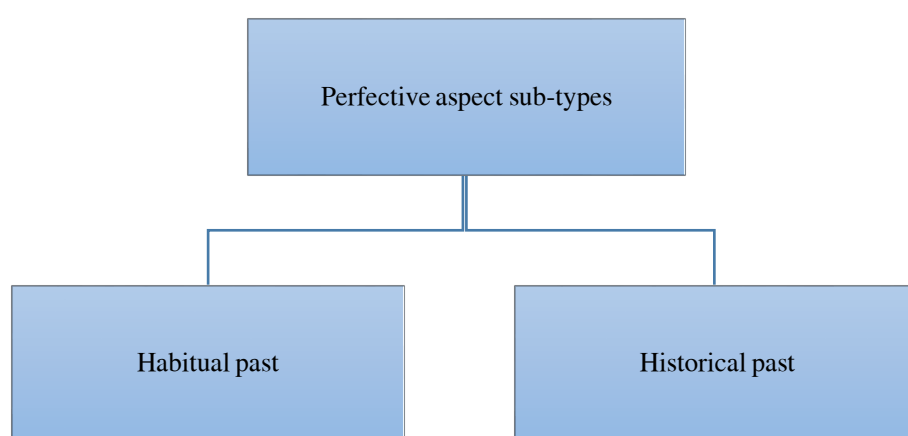 Perfective aspect sub-types
Habitual past
Historical past